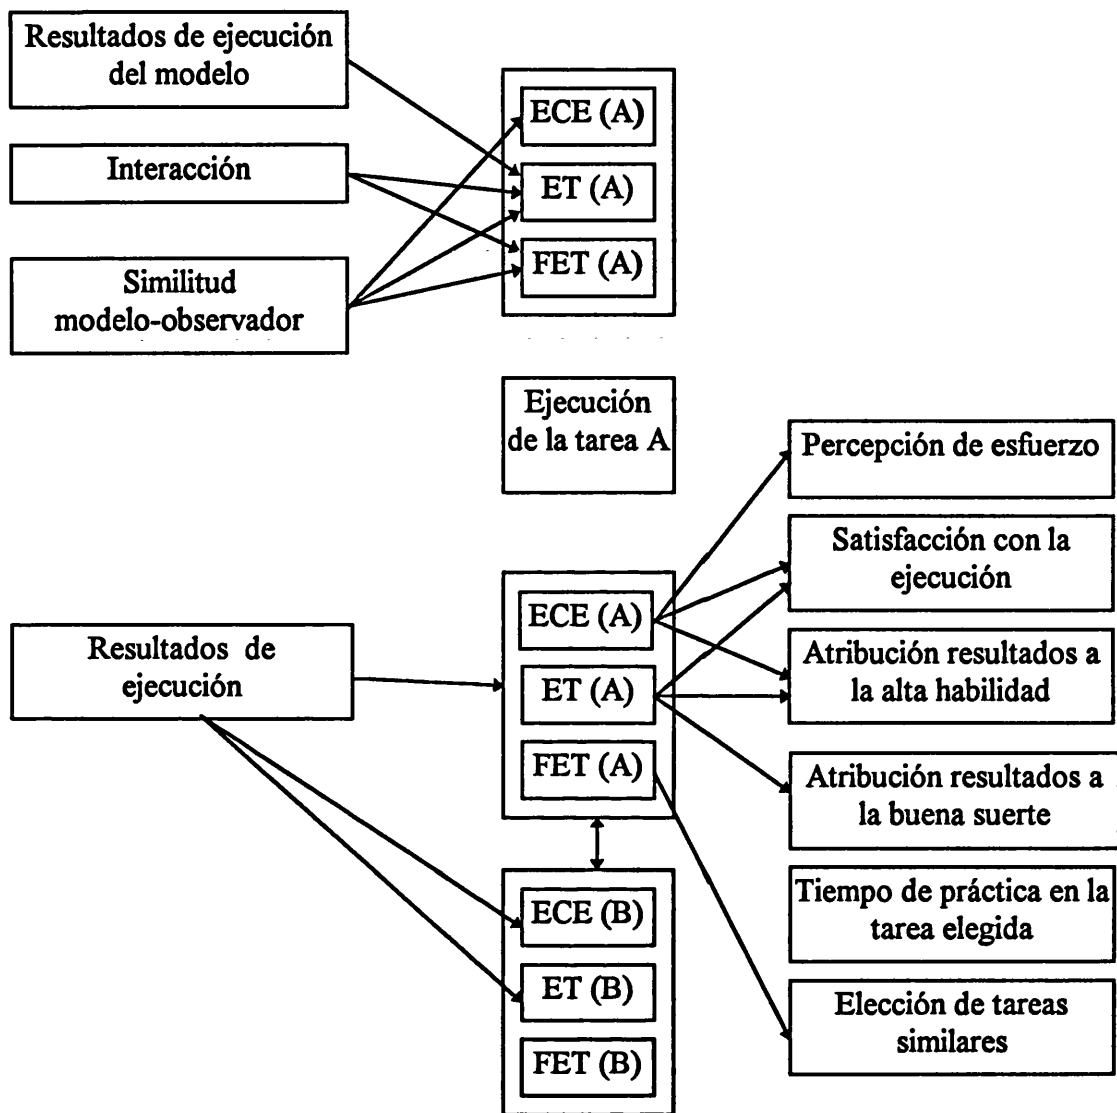 Resultados de ejecución
del modelo
Interacción
Similitud
modelo-observador
ECE (A)
ET (A)
FET (A)
Ejecución
de la tarea A
Resultados de
ejecución
ECE (A)
ET (A)
FET (A)
ECE (B)
ET (B)
FET (B)
Percepción de esfuerzo
Satisfacción con la
ejecución
Atribución resultados a
la alta habilidad
Atribución resultados a
la buena suerte
Tiempo de práctica en la
tarea elegida
Elección de tareas
similares